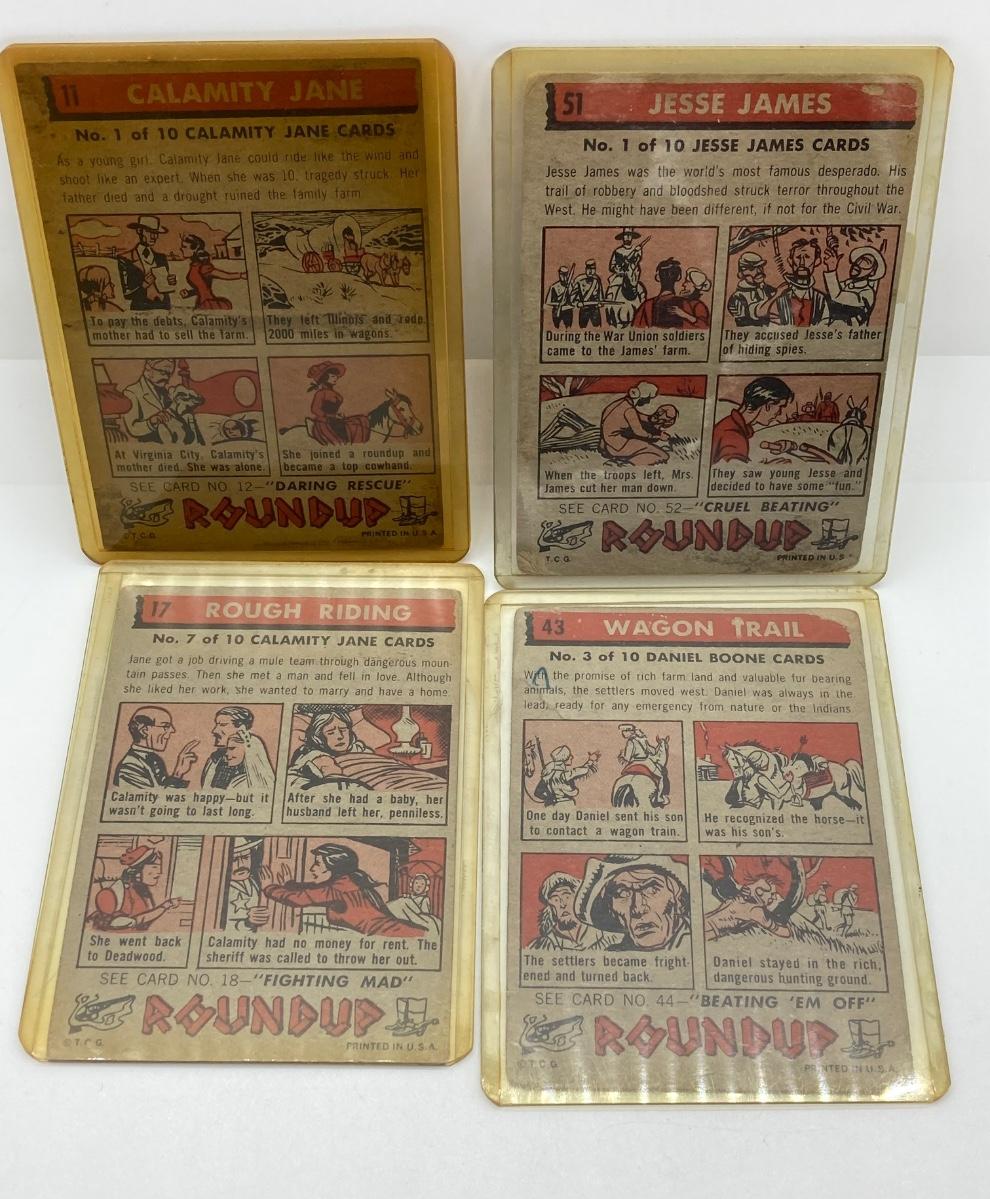 11 CALAMITY JANE
No. 1 of 10 CALAMITY JANE CARDS
As a young girl, Calamity Jane could ride like the wind and
shoot like an expert. When she was 10, tragedy struck. Her
father died and a drought ruined the family farm.
To pay the debts, Calamity's
mother had to sell the farm.
They left Illinois and rode
2000 miles in wagons.
At Virginia City, Calamity's
mother died. She was alone.
She joined a roundup and
became a top cowhand.
SEE CARD NO. 12—"DARING RESCUE"
ROUNDUP
© T.C.G. PRINTED IN U.S.A.
51 JESSE JAMES
No. 1 of 10 JESSE JAMES CARDS
Jesse James was the world's most famous desperado. His
trail of robbery and bloodshed struck terror throughout the
West. He might have been different, if not for the Civil War.
During the War Union soldiers
came to the James' farm.
They accused Jesse's father
of hiding spies.
When the troops left, Mrs.
James cut her man down.
They saw young Jesse and
decided to have some "fun."
SEE CARD NO. 52—"CRUEL BEATING"
ROUNDUP
T.C.G. PRINTED IN U.S
17 ROUGH RIDING
No. 7 of 10 CALAMITY JANE CARDS
Jane got a job driving a mule team through dangerous moun-
tain passes. Then she met a man and fell in love. Although
she liked her work, she wanted to marry and have a home.
Calamity was happy—but it
wasn't going to last long.
After she had a baby, her
husband left her, penniless.
She went back
to Deadwood.
Calamity had no money for rent. The
sheriff was called to throw her out.
SEE CARD NO. 18—"FIGHTING MAD"
ROUNDUP
© T.C.G. PRINTED IN U.S.A.
43 WAGON TRAIL
No. 3 of 10 DANIEL BOONE CARDS
With the promise of rich farm land and valuable fur bearing
animals, the settlers moved west. Daniel was always in the
lead, ready for any emergency from nature or the Indians
One day Daniel sent his son
to contact a wagon train.
He recognized the horse—it
was his son's.
The settlers became fright-
ened and turned back.
Daniel stayed in the rich,
dangerous hunting ground.
SEE CARD NO. 44—"BEATING 'EM OFF"
ROUNDUP
© T.C.G. PRINTED IN U.S.A.